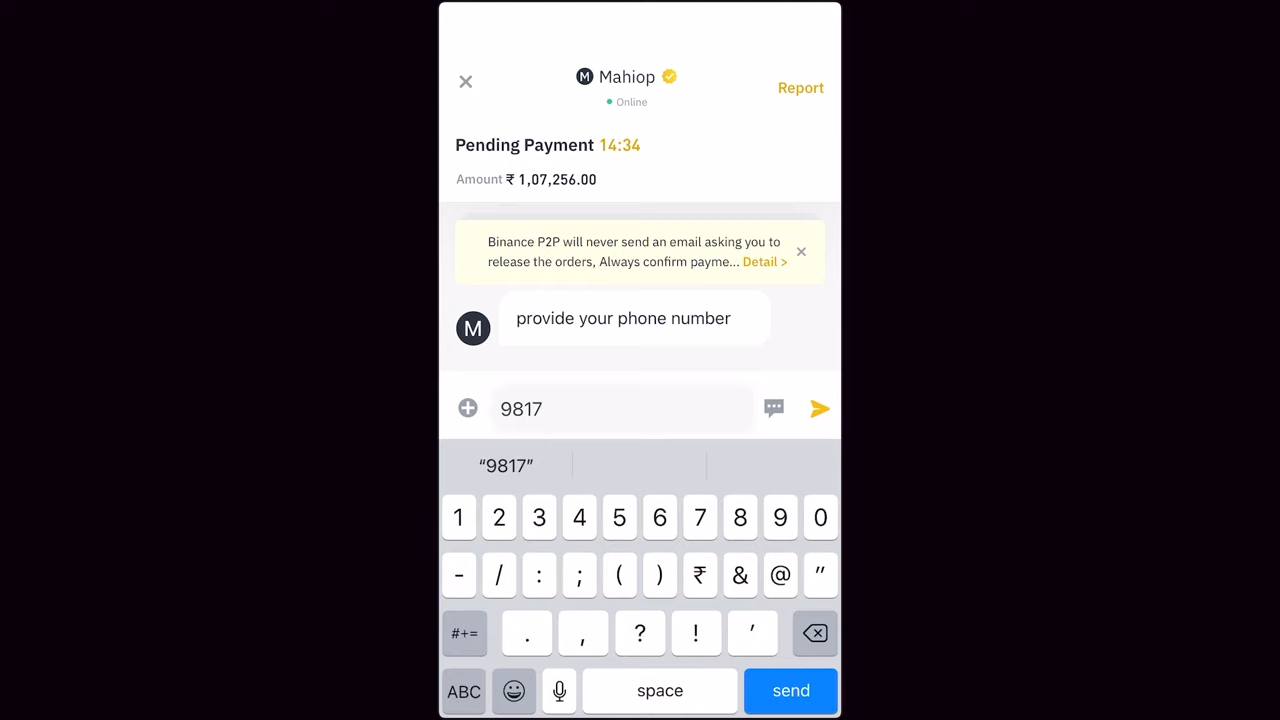 M Mahiop
Online
Report
Pending Payment 14:34
Amount ₹ 1,07,256.00
Binance P2P will never send an email asking you to
release the orders, Always confirm payme... Detail >
M
provide your phone number
9817
“9817”
1 2 3 4 5 6 7 8 9 0
- / : ; ( ) ₹ & @ "
#+= . , ? ! '
ABC space send